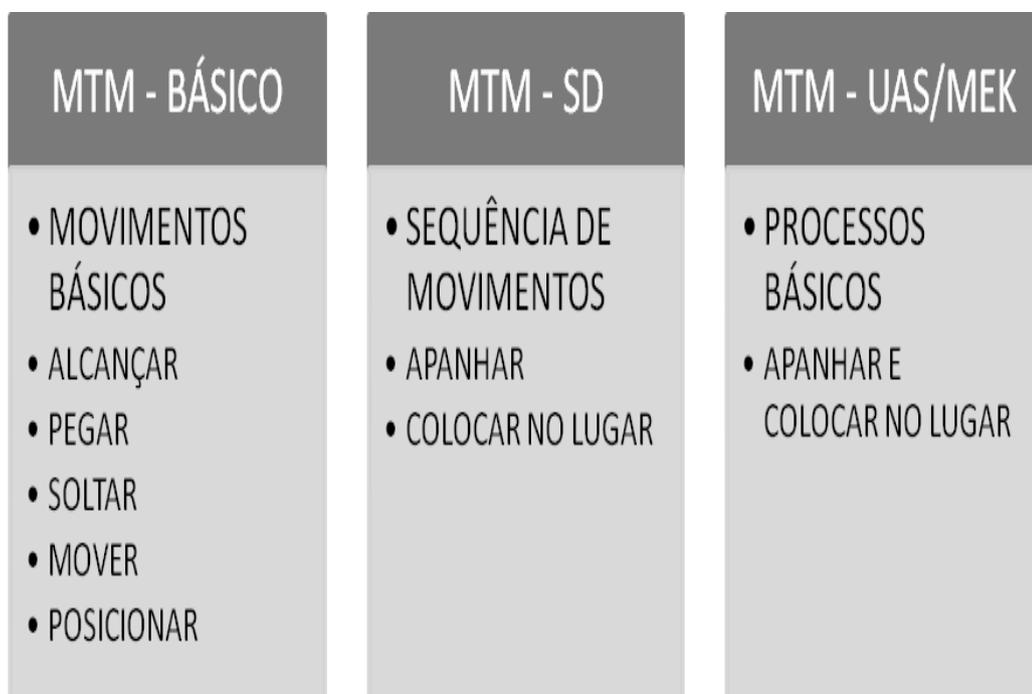 MTM - BÁSICO
• MOVIMENTOS
BÁSICOS
• ALCANÇAR
• PEGAR
• SOLTAR
• MOVER
• POSICIONAR
MTM - SD
• SEQUÊNCIA DE
MOVIMENTOS
• APANHAR
• COLOCAR NO LUGAR
MTM - UAS/MEK
• PROCESSOS
BÁSICOS
• APANHAR E
COLOCAR NO LUGAR